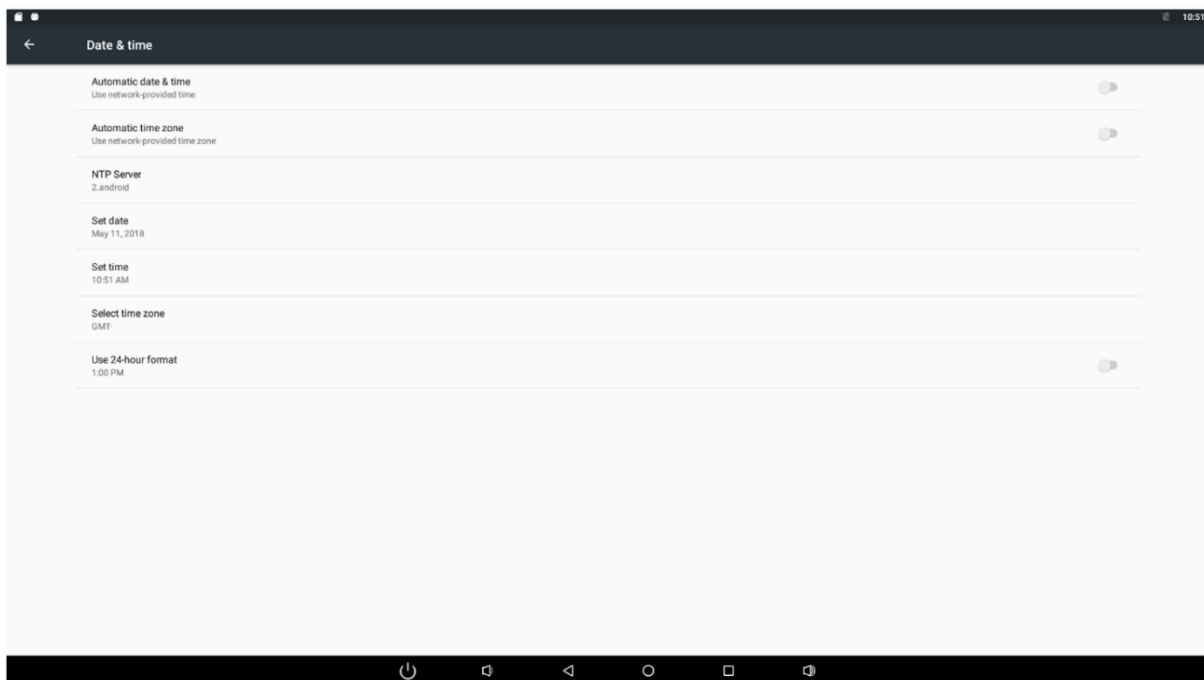 10:51
Date & time
Automatic date & time
Use network-provided time
Automatic time zone
Use network-provided time zone
NTP Server
2.android
Set date
May 11, 2018
Set time
10:51 AM
Select time zone
GMT
Use 24-hour format
1:00 PM